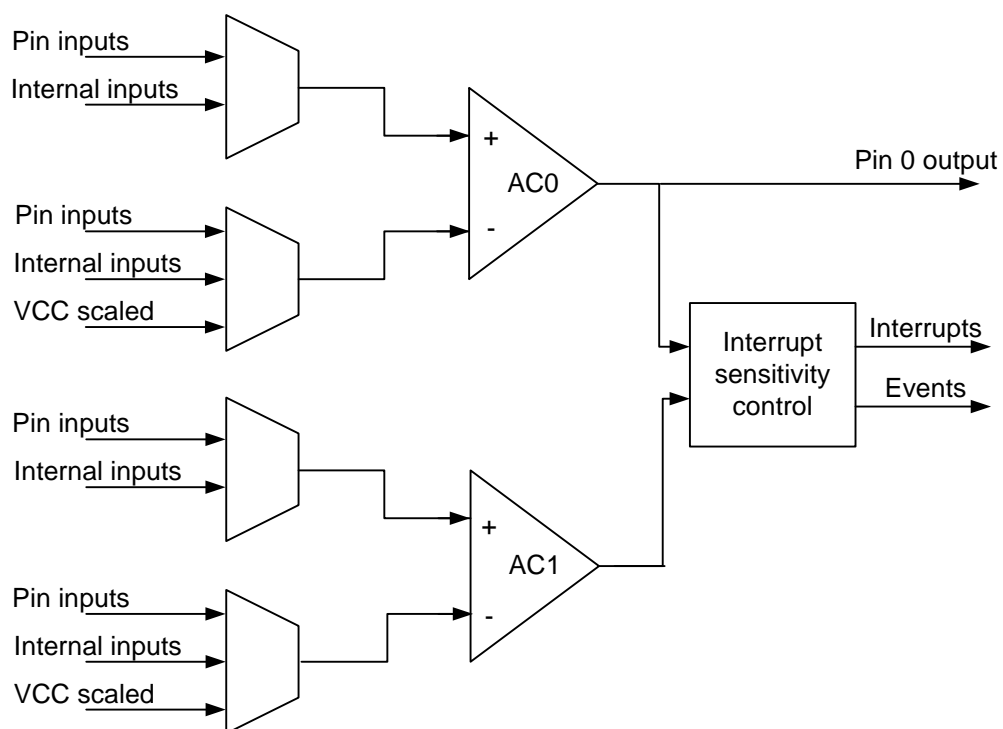 Pin inputs
Internal inputs
+
AC0
-
Pin 0 output
Pin inputs
Internal inputs
VCC scaled
Interrupt
sensitivity
control
Interrupts
Events
Pin inputs
Internal inputs
+
AC1
-
Pin inputs
Internal inputs
VCC scaled